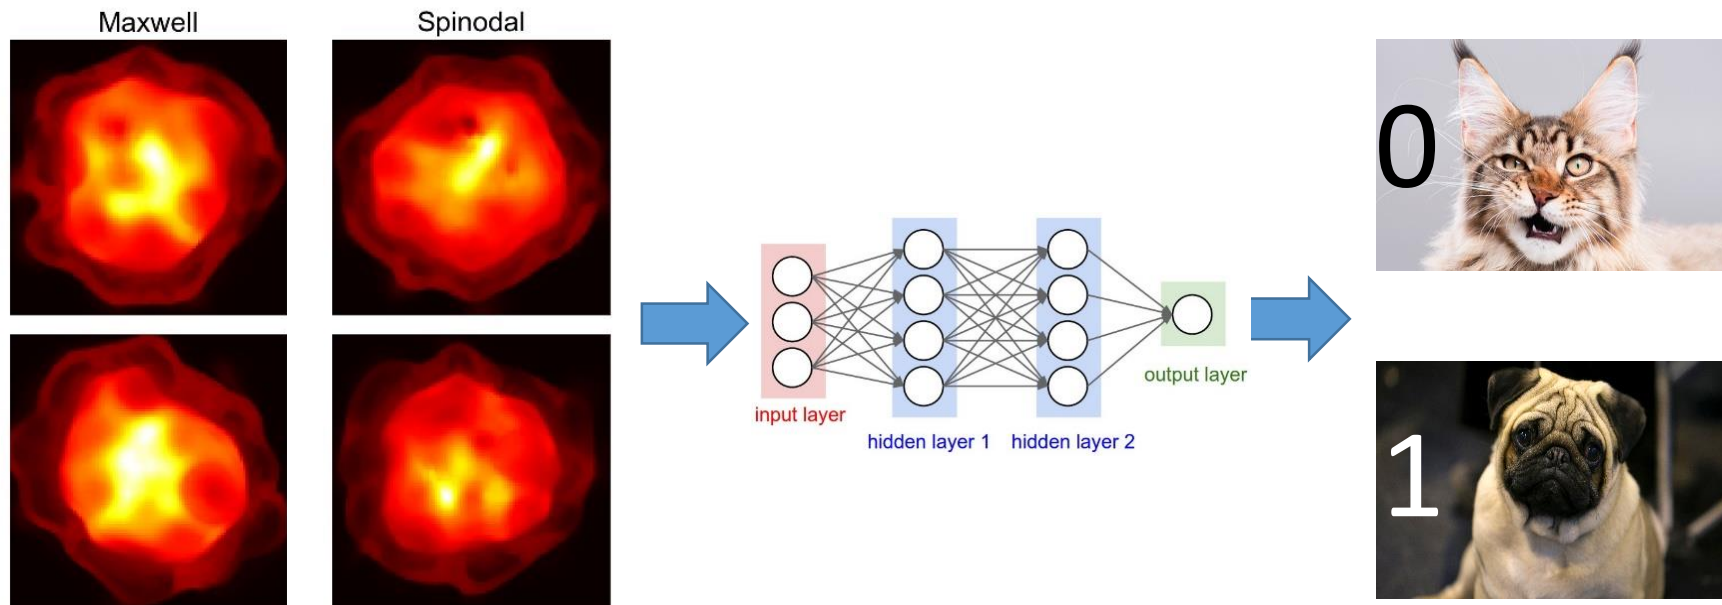 Maxwell
Spinodal
input layer
hidden layer 1
hidden layer 2
output layer
0
1